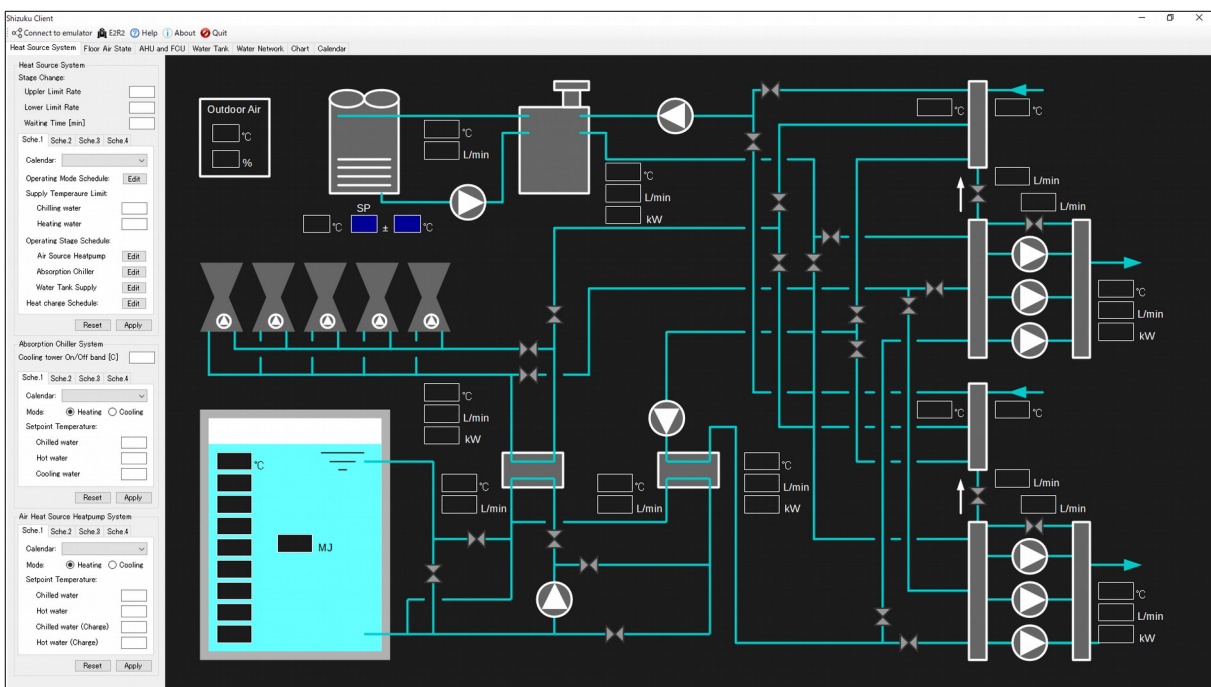 Shizuku Client
Connect to emulator E2R2 Help About Quit
Heat Source System Floor Air State AHU and FCU Water Tank Water Network Chart Calendar
Heat Source System
Stage Change:
Uppler Limit Rate
Lower Limit Rate
Waiting Time [min]
Sche.1 Sche.2 Sche.3 Sche.4
Calendar:
Operating Mode Schedule: Edit
Supply Temperaure Limit:
Chilling water
Heating water
Operating Stage Schedule:
Air Source Heatpump Edit
Absorption Chiller Edit
Water Tank Supply Edit
Heat charge Schedule: Edit
Reset Apply
Absorption Chiller System
Cooling tower On/Off band [C]
Sche.1 Sche.2 Sche.3 Sche.4
Calendar:
Mode: Heating Cooling
Setpoint Temperature:
Chilled water
Hot water
Cooling water
Reset Apply
Air Heat Source Heatpump System
Sche.1 Sche.2 Sche.3 Sche.4
Calendar:
Mode: Heating Cooling
Setpoint Temperature:
Chilled water
Hot water
Chilled water (Charge)
Hot water (Charge)
Reset Apply
Outdoor Air
℃
%
℃
L/min
SP
℃ ± ℃
℃
L/min
kW
℃ ℃
L/min
L/min
℃
L/min
kW
℃
L/min
kW
℃
MJ
℃
L/min
℃
L/min
℃
L/min
kW
℃ ℃
L/min
L/min
℃
L/min
kW